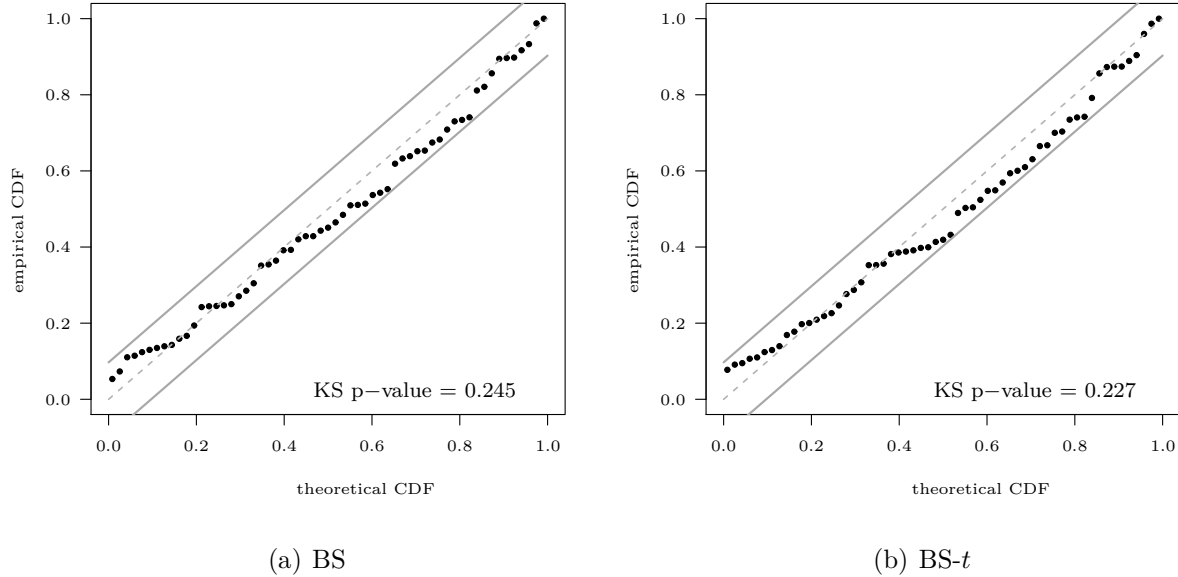 1.0
0.8
0.6
0.4
0.2
0.0
empirical CDF
KS p−value = 0.245
0.0 0.2 0.4 0.6 0.8 1.0
theoretical CDF
(a) BS
1.0
0.8
0.6
0.4
0.2
0.0
empirical CDF
KS p−value = 0.227
0.0 0.2 0.4 0.6 0.8 1.0
theoretical CDF
(b) BS-t